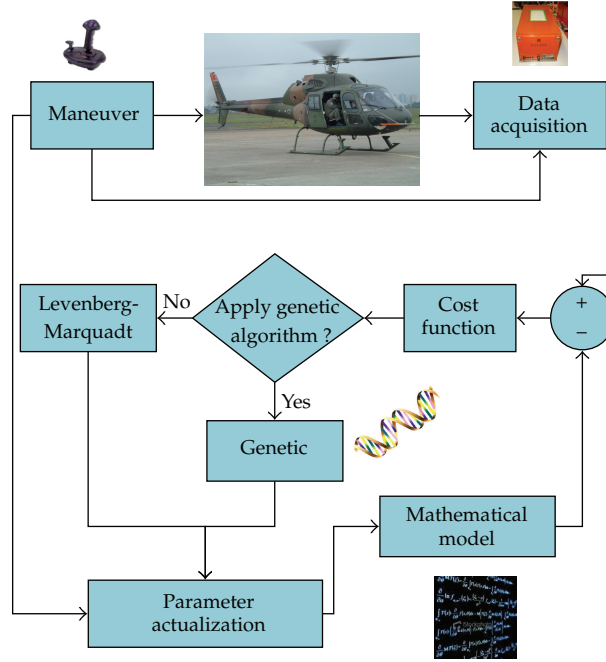 Maneuver
Data
acquisition
Levenberg-
Marquadt
No
Apply genetic
algorithm ?
Cost
function
+
−
Yes
Genetic
Mathematical
model
Parameter
actualization